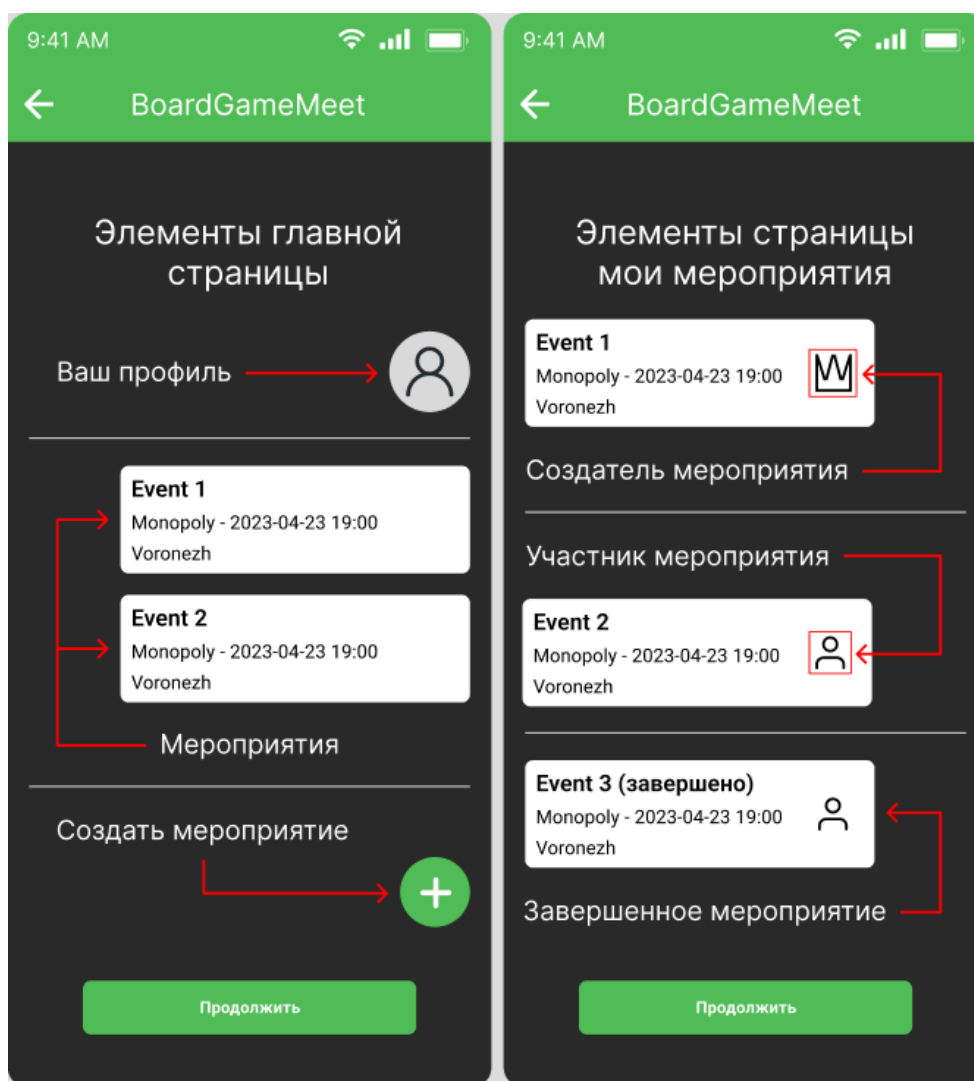 9:41 AM
BoardGameMeet
Элементы главной
страницы
Ваш профиль
Event 1
Monopoly - 2023-04-23 19:00
Voronezh
Event 2
Monopoly - 2023-04-23 19:00
Voronezh
Мероприятия
Создать мероприятие
Продолжить
9:41 AM
BoardGameMeet
Элементы страницы
мои мероприятия
Event 1
Monopoly - 2023-04-23 19:00
Voronezh
Создатель мероприятия
Участник мероприятия
Event 2
Monopoly - 2023-04-23 19:00
Voronezh
Event 3 (завершено)
Monopoly - 2023-04-23 19:00
Voronezh
Завершенное мероприятие
Продолжить